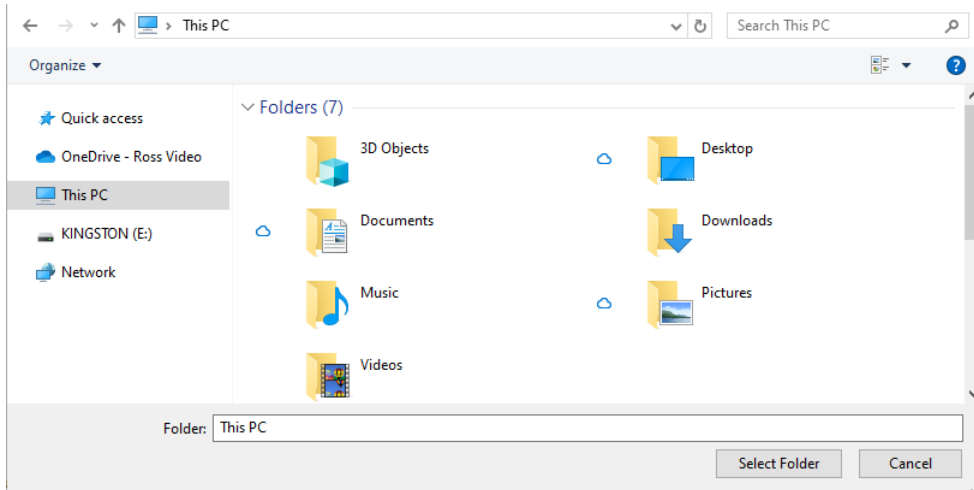 This PC
Search This PC
Organize
?
Quick access
OneDrive - Ross Video
This PC
KINGSTON (E:)
Network
Folders (7)
3D Objects
Desktop
Documents
Downloads
Music
Pictures
Videos
Folder: This PC
Select Folder
Cancel